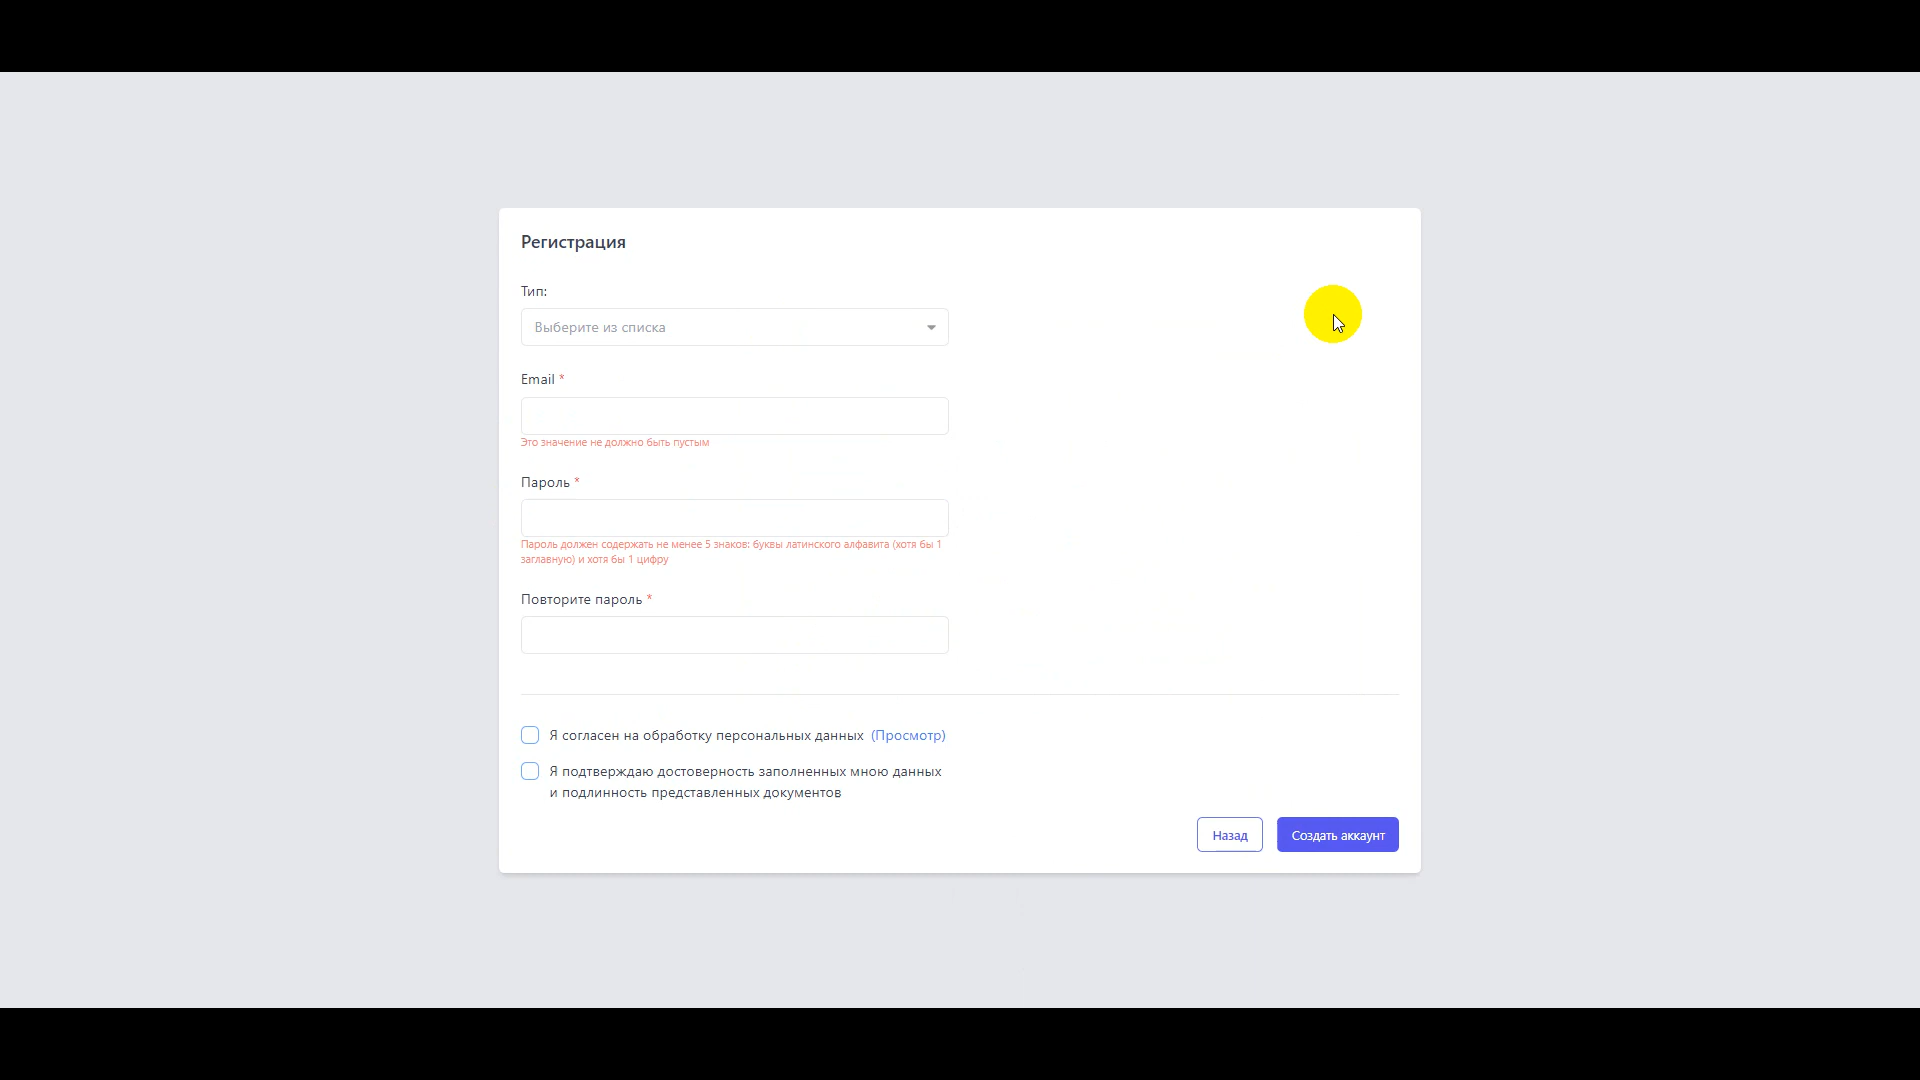 Регистрация
Тип:
Выберите из списка
Email *
Это значение не должно быть пустым
Пароль *
Пароль должен содержать не менее 5 знаков: буквы латинского алфавита (хотя бы 1
заглавную) и хотя бы 1 цифру
Повторите пароль *
Я согласен на обработку персональных данных (Просмотр)
Я подтверждаю достоверность заполненных мною данных
и подлинность представленных документов
Назад Создать аккаунт